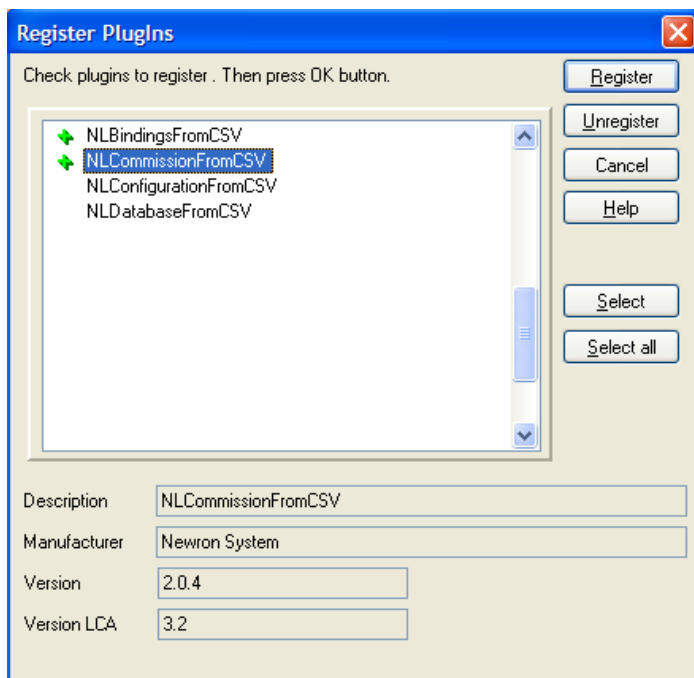 Register PlugIns
Check plugins to register . Then press OK button.
Register
Unregister
Cancel
Help
Select
Select all
NLBindingsFromCSV
NLCommissionFromCSV
NLConfigurationFromCSV
NLDatabaseFromCSV
Description NLCommissionFromCSV
Manufacturer Newron System
Version 2.0.4
Version LCA 3.2